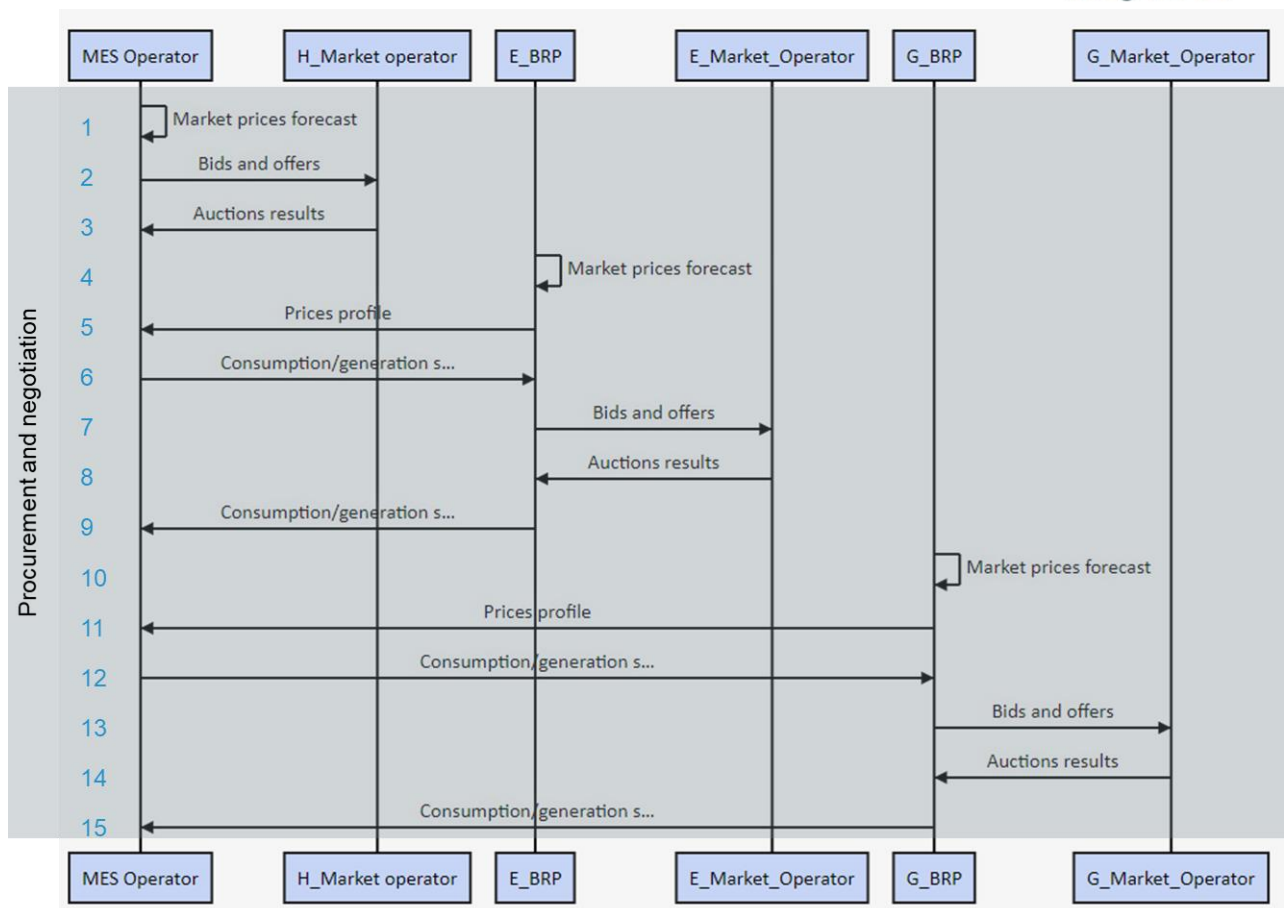 MES Operator
H_Market operator
E_BRP
E_Market_Operator
G_BRP
G_Market_Operator
Procurement and negotiation
1
Market prices forecast
2
Bids and offers
3
Auctions results
4
Market prices forecast
5
Prices profile
6
Consumption/generation s...
7
Bids and offers
8
Auctions results
9
Consumption/generation s...
10
Market prices forecast
11
Prices profile
12
Consumption/generation s...
13
Bids and offers
14
Auctions results
15
Consumption/generation s...
MES Operator
H_Market operator
E_BRP
E_Market_Operator
G_BRP
G_Market_Operator